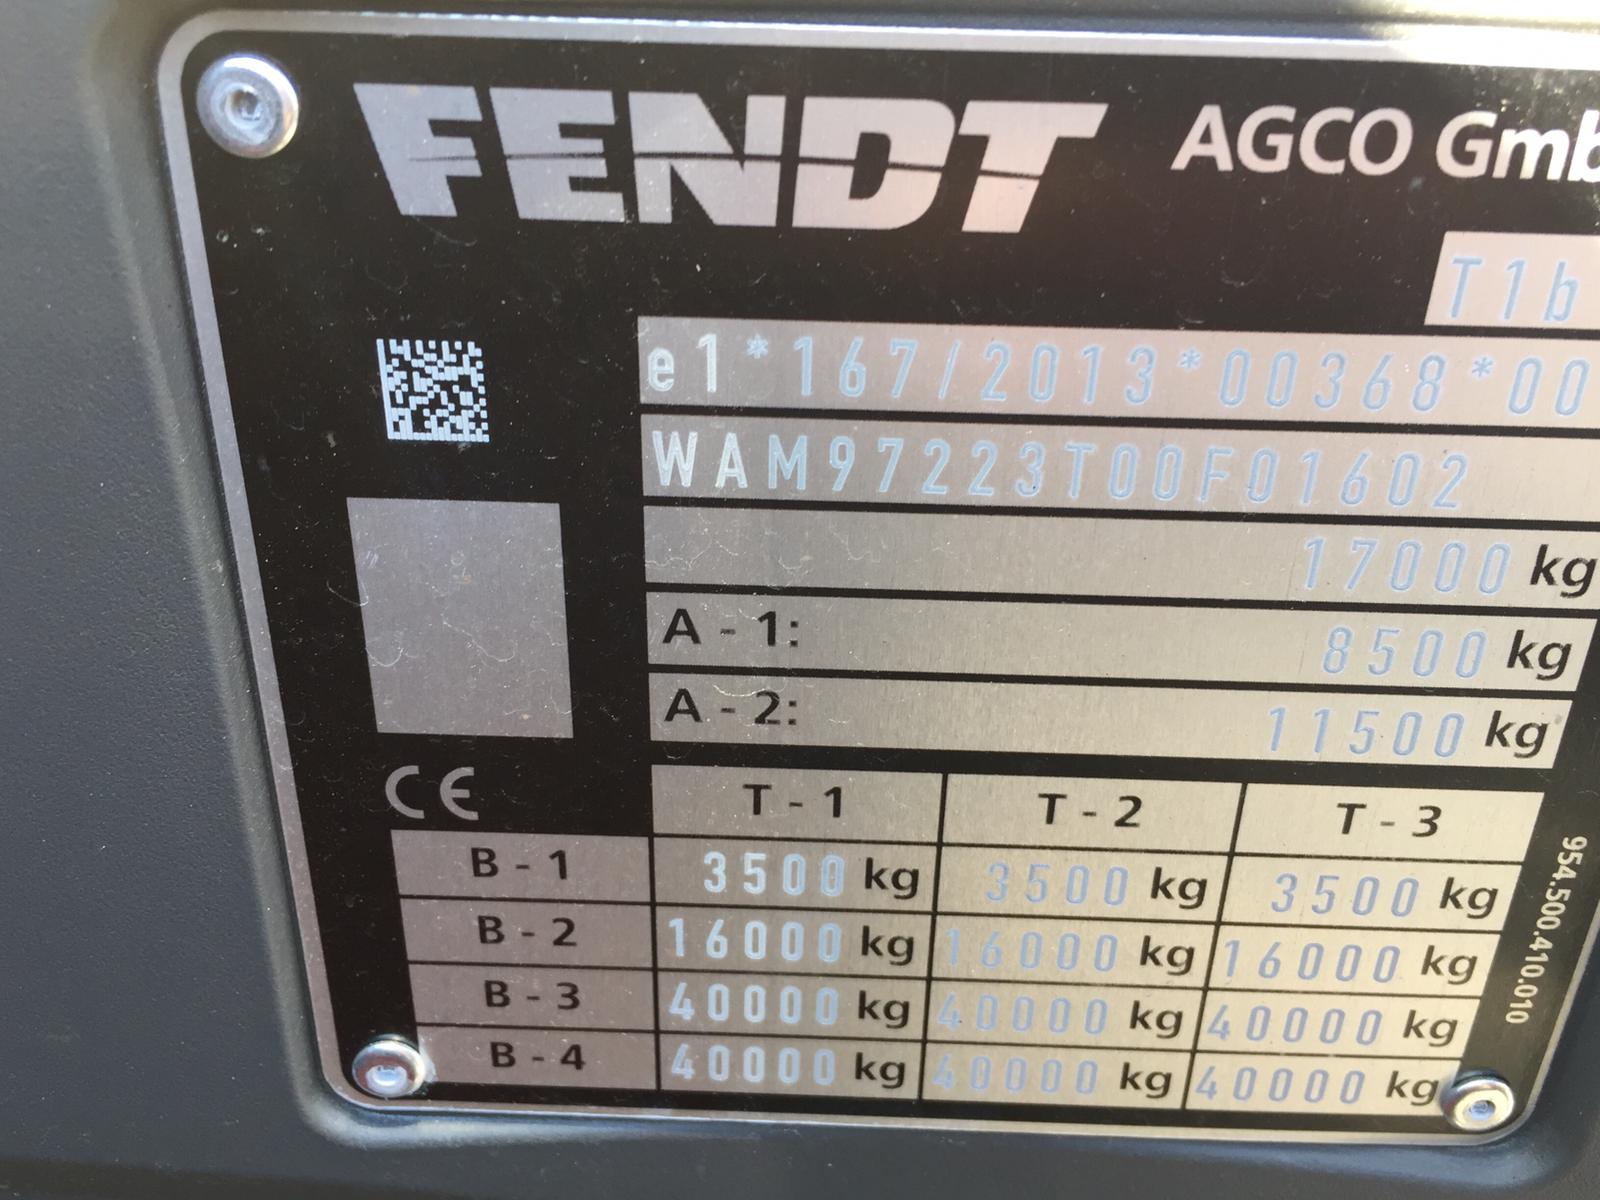 FENDT AGCO Gmb
T1b
e1*167/2013*00368*00
WAM97223T00F01602
17000 kg
A - 1: 8500 kg
A - 2: 11500 kg
CE T - 1 T - 2 T - 3
B - 1 3500 kg 3500 kg 3500 kg
B - 2 16000 kg 16000 kg 16000 kg
B - 3 40000 kg 40000 kg 40000 kg
B - 4 40000 kg 40000 kg 40000 kg
954.500.410.010